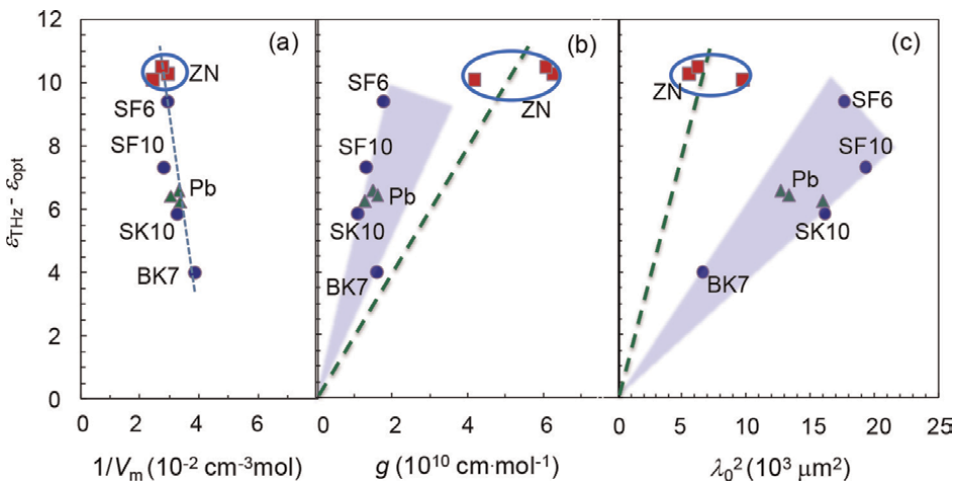 12
10
8
6
4
2
0
εTHz - εopt
(a)
ZN
SF6
SF10
Pb
SK10
BK7
0 2 4 6
1/Vm (10-2 cm-3mol)
(b)
SF6
ZN
SF10
Pb
SK10
BK7
0 2 4 6
g (1010 cm·mol-1)
(c)
ZN
SF6
SF10
Pb
SK10
BK7
0 5 10 15 20 25
λ02 (103 μm2)